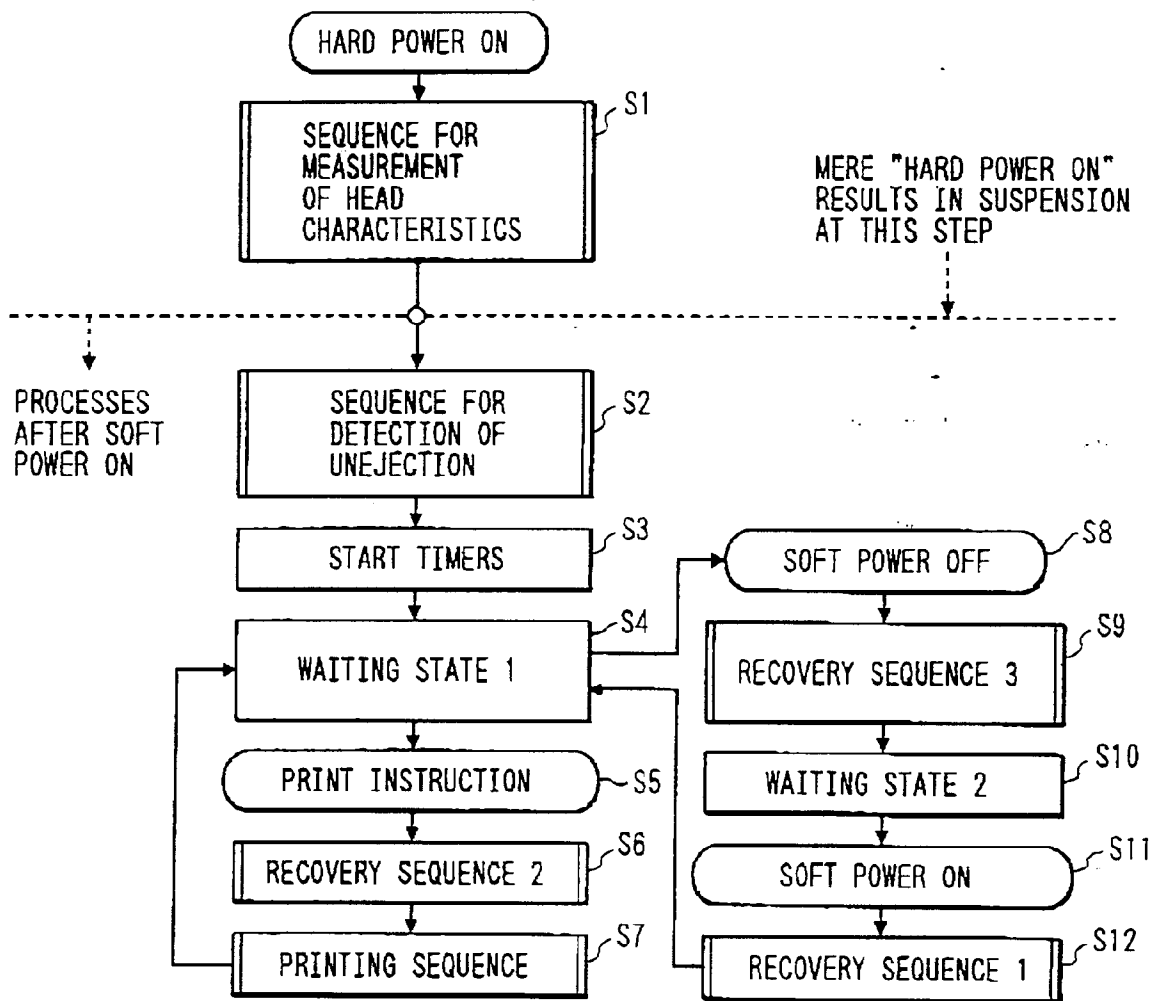 HARD POWER ON
S1
SEQUENCE FOR
MEASUREMENT
OF HEAD
CHARACTERISTICS
MERE "HARD POWER ON"
RESULTS IN SUSPENSION
AT THIS STEP
PROCESSES
AFTER SOFT
POWER ON
S2
SEQUENCE FOR
DETECTION OF
UNEJECTION
S3
START TIMERS
S4
WAITING STATE 1
PRINT INSTRUCTION
S5
S6
RECOVERY SEQUENCE 2
S7
PRINTING SEQUENCE
S8
SOFT POWER OFF
S9
RECOVERY SEQUENCE 3
S10
WAITING STATE 2
S11
SOFT POWER ON
S12
RECOVERY SEQUENCE 1